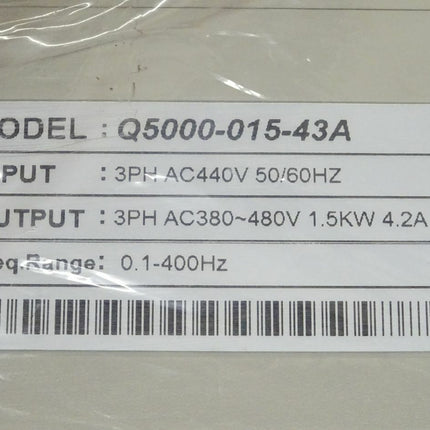 ODEL : Q5000-015-43A
PUT : 3PH AC440V 50/60HZ
UTPUT : 3PH AC380~480V 1.5KW 4.2A
eq.Range: 0.1-400Hz